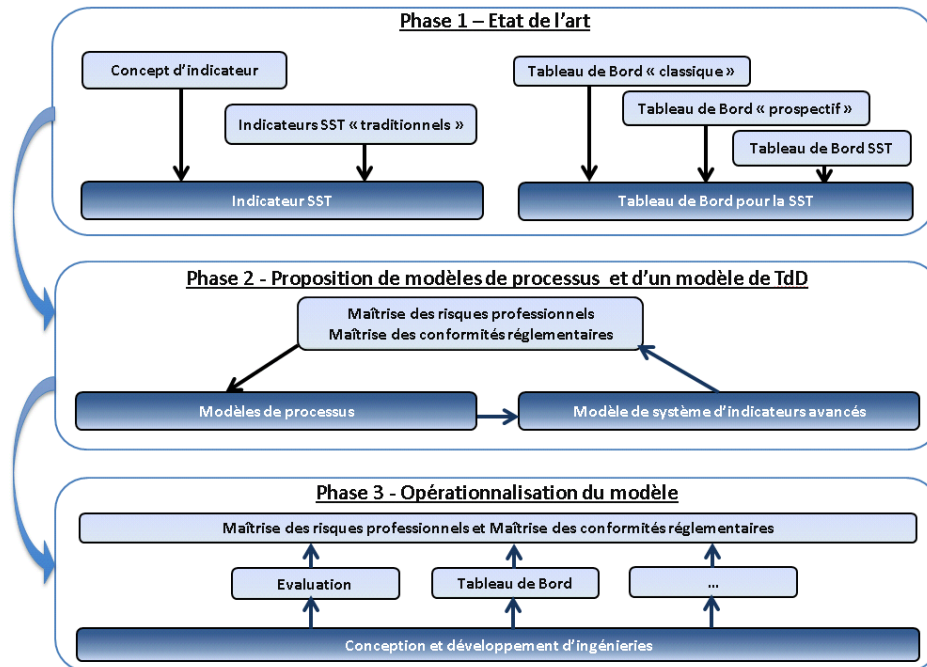 Phase 1 – Etat de l'art
Concept d'indicateur
Indicateurs SST « traditionnels »
Indicateur SST
Tableau de Bord « classique »
Tableau de Bord « prospectif »
Tableau de Bord SST
Tableau de Bord pour la SST
Phase 2 - Proposition de modèles de processus et d'un modèle de TdD
Maîtrise des risques professionnels
Maîtrise des conformités réglementaires
Modèles de processus
Modèle de système d'indicateurs avancés
Phase 3 - Opérationnalisation du modèle
Maîtrise des risques professionnels et Maîtrise des conformités réglementaires
Evaluation
Tableau de Bord
...
Conception et développement d'ingénieries